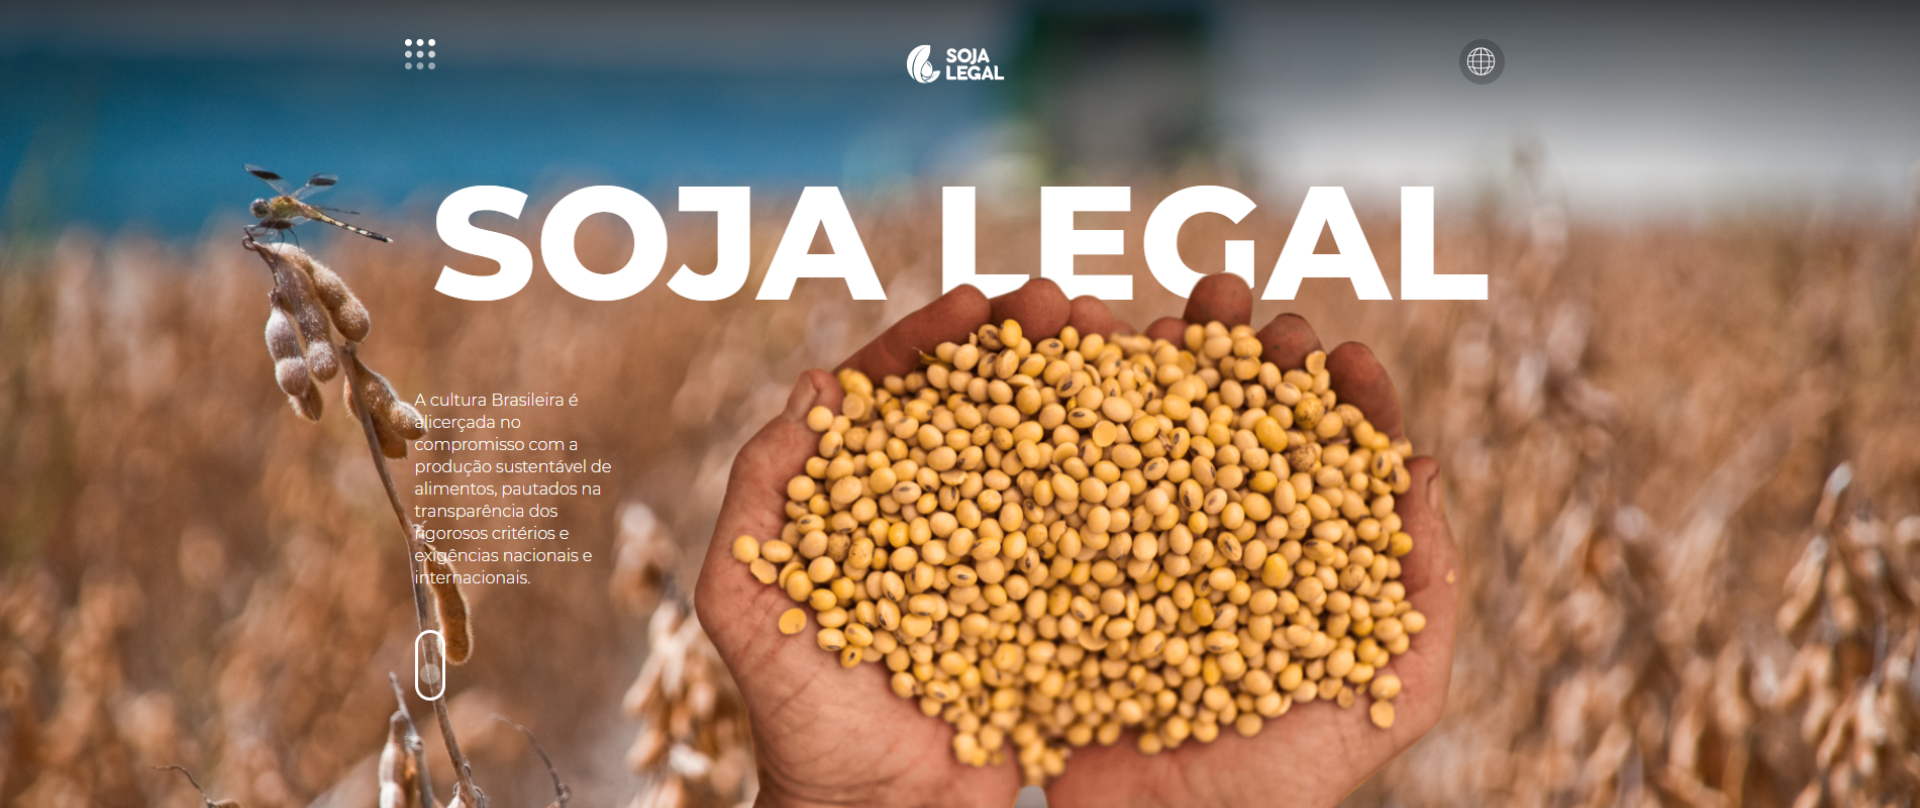 SOJA
LEGAL
SOJA LEGAL
A cultura Brasileira é
alicerçada no
compromisso com a
produção sustentável de
alimentos, pautados na
transparência dos
rigorosos critérios e
exigências nacionais e
internacionais.